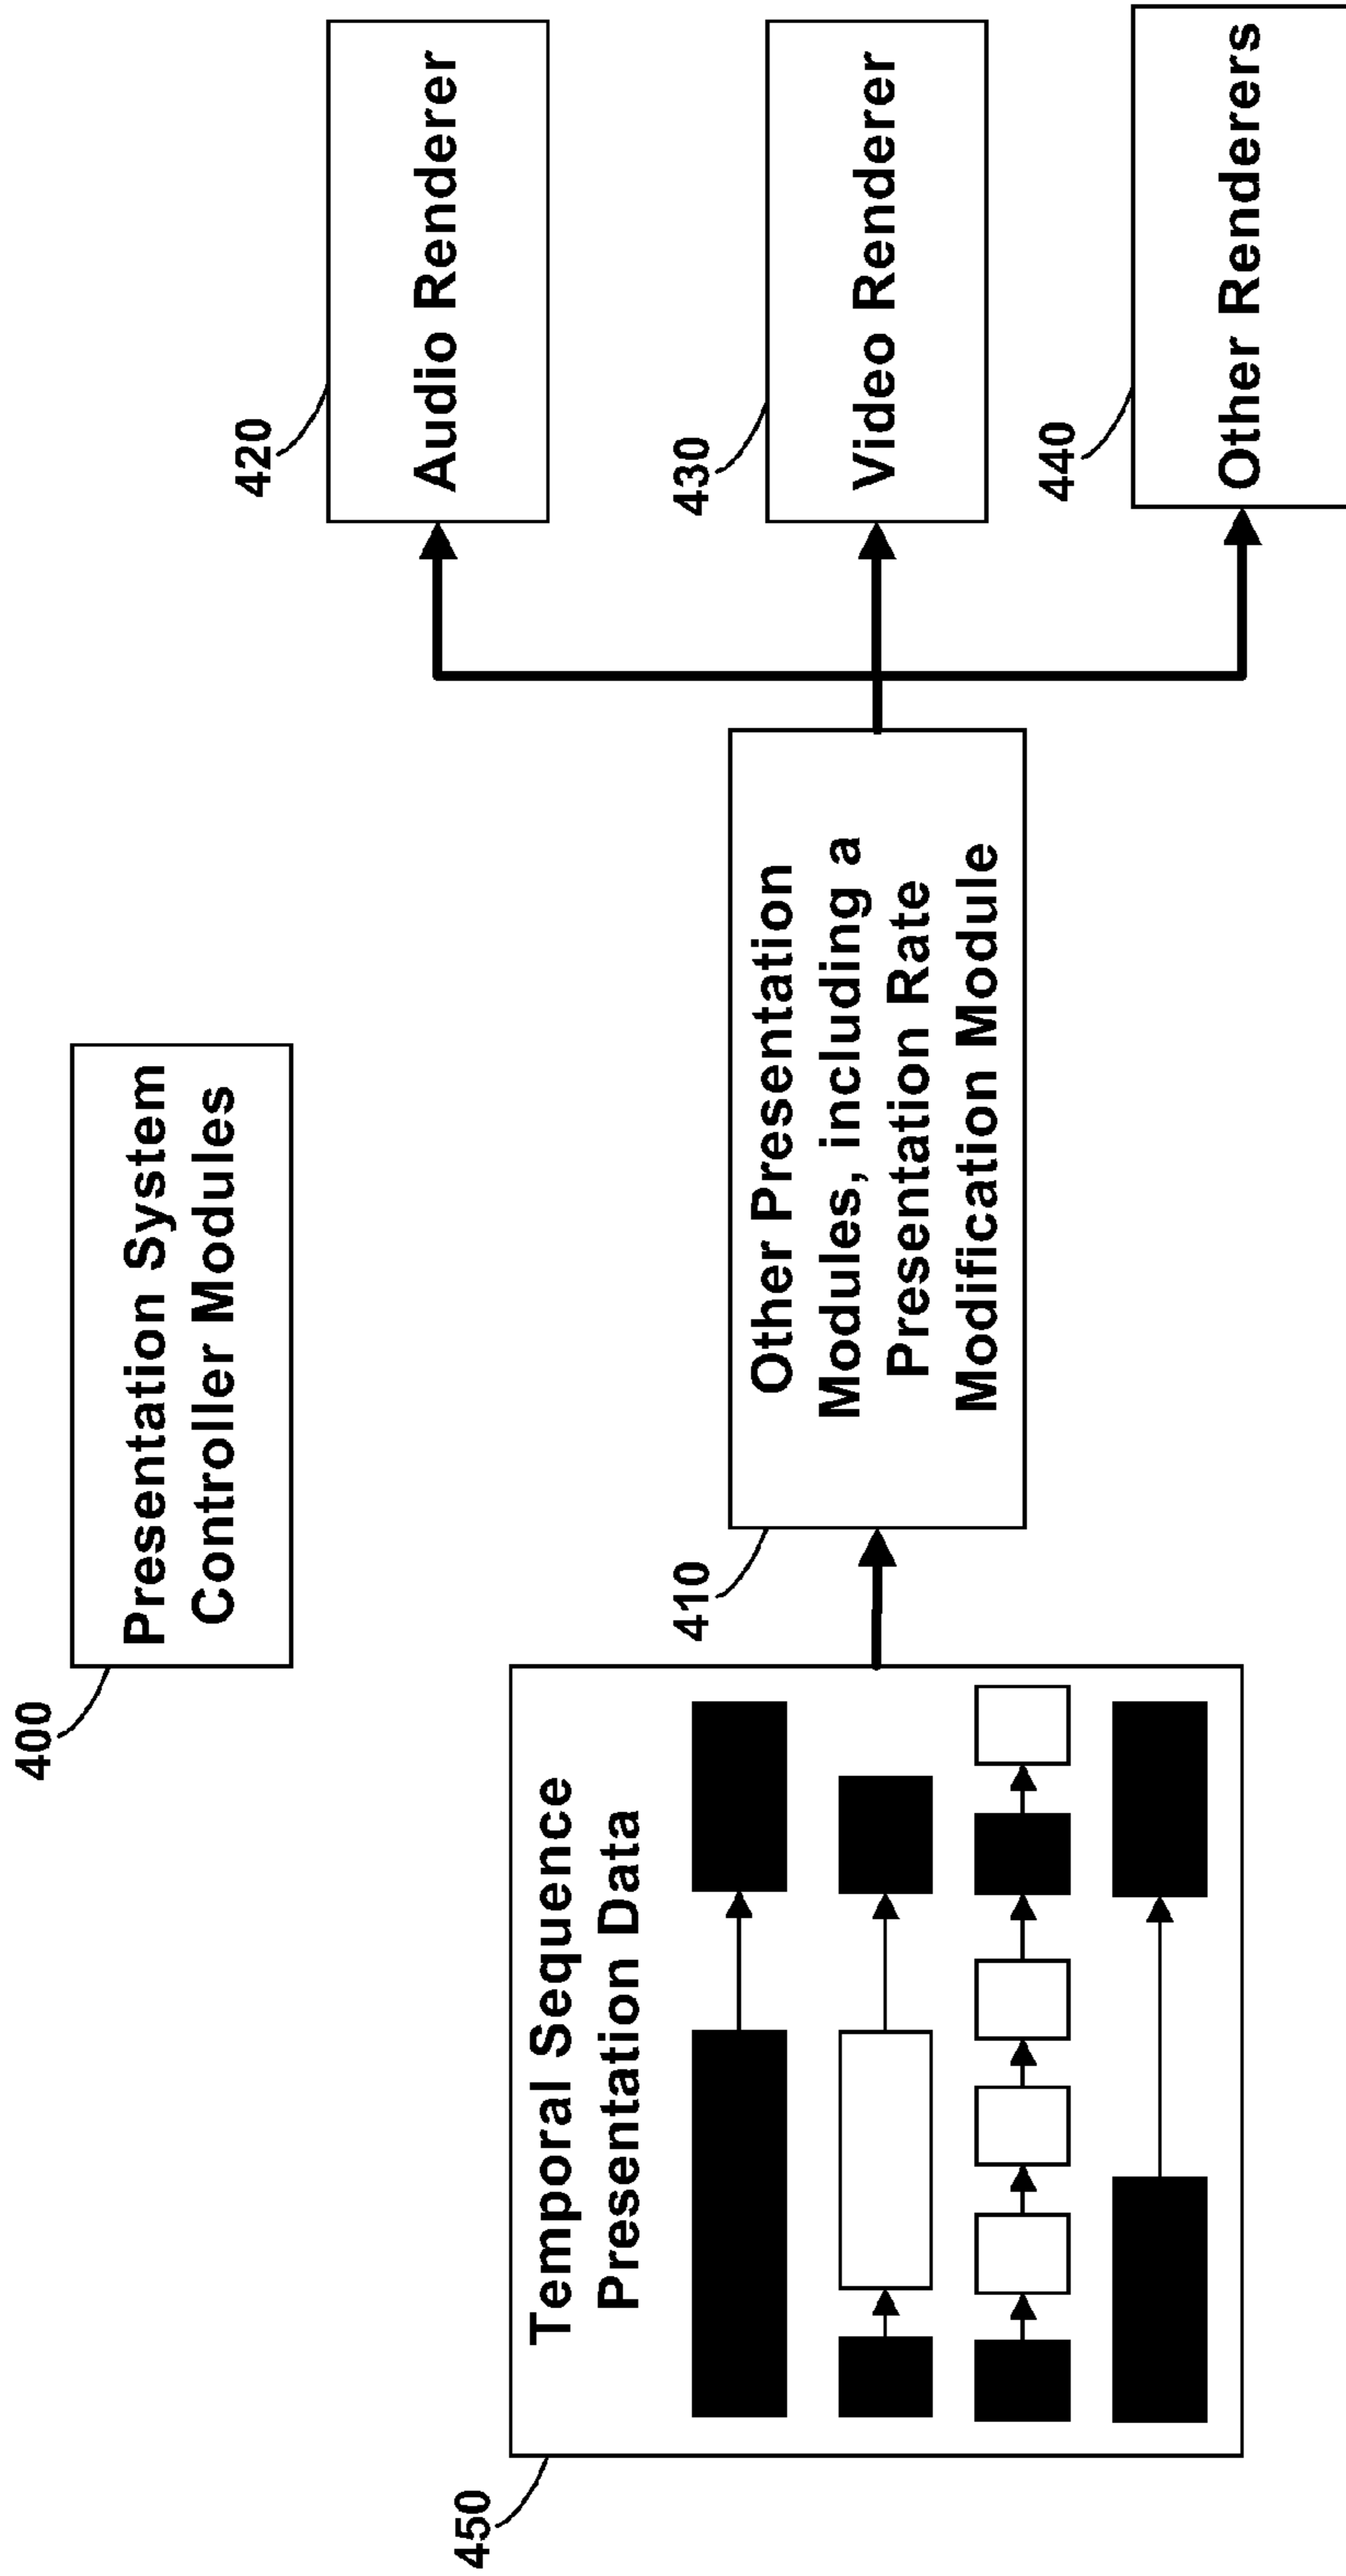 400
Presentation System
Controller Modules
450
Temporal Sequence
Presentation Data
410
Other Presentation
Modules, including a
Presentation Rate
Modification Module
420
Audio Renderer
430
Video Renderer
440
Other Renderers